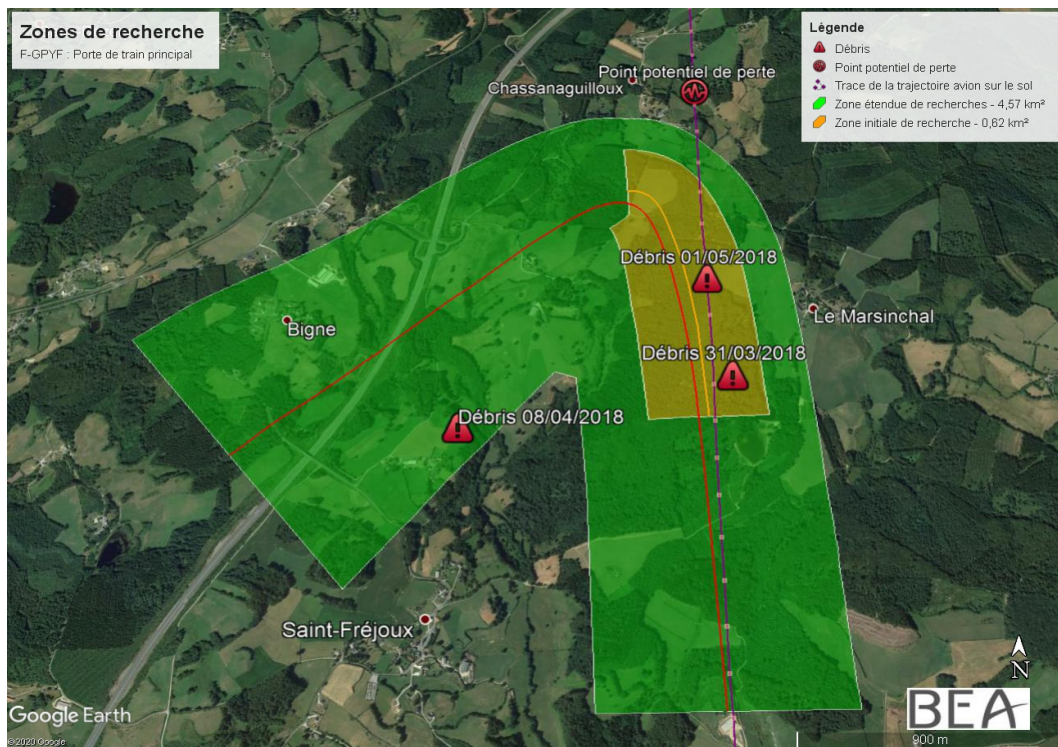 Zones de recherche
F-GPYF : Porte de train principal
Légende
Débris
Point potentiel de perte
Trace de la trajectoire avion sur le sol
Zone étendue de recherches - 4,57 km²
Zone initiale de recherche - 0,62 km²
Point potentiel de perte
Chassanaguilloux
Débris 01/05/2018
Le Marsinchal
Bigne
Débris 31/03/2018
Débris 08/04/2018
Saint-Fréjoux
N
BEA
Google Earth
©2020 Google
900 m